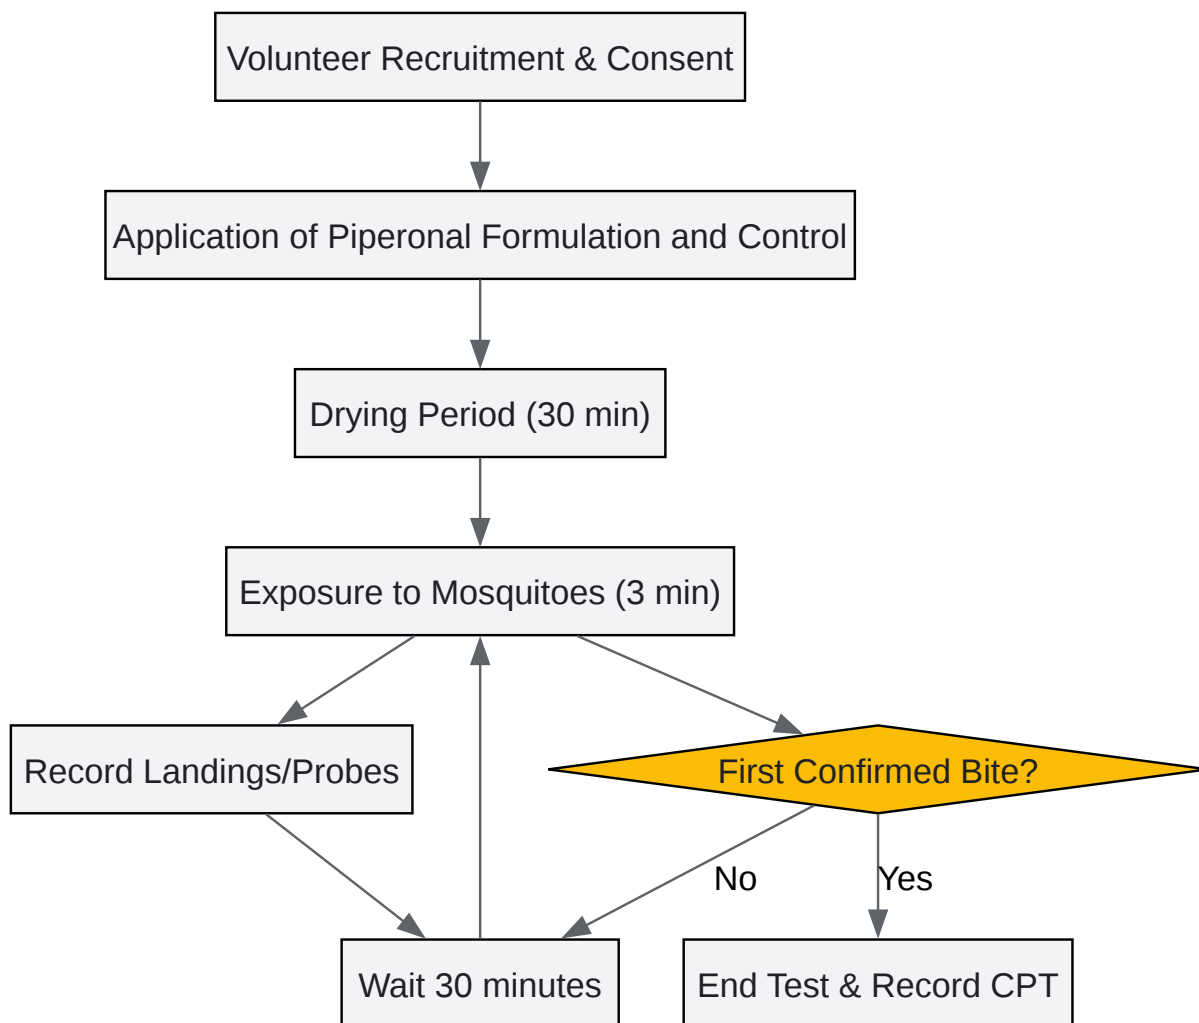 Volunteer Recruitment & Consent
Application of Piperonal Formulation and Control
Drying Period (30 min)
Exposure to Mosquitoes (3 min)
Record Landings/Probes
First Confirmed Bite?
No
Yes
Wait 30 minutes
End Test & Record CPT